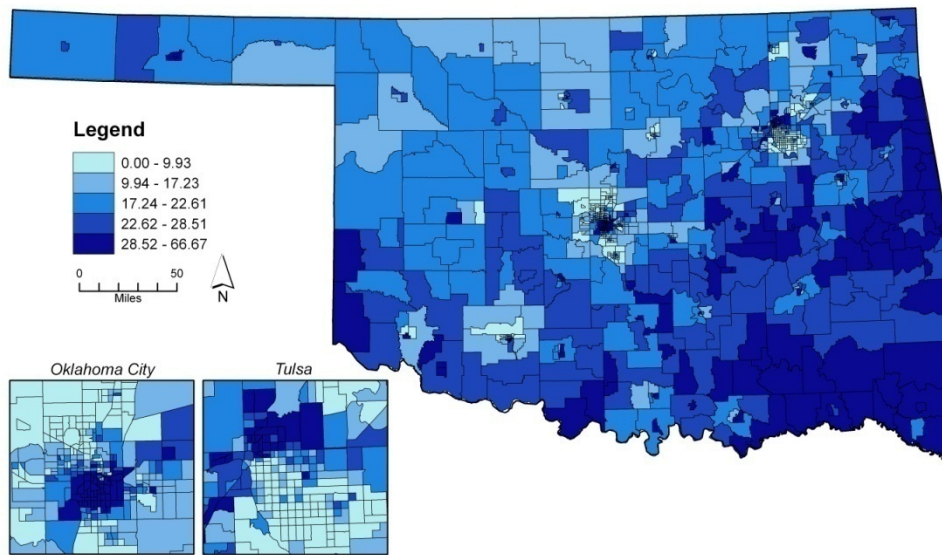 Legend
0.00 - 9.93
9.94 - 17.23
17.24 - 22.61
22.62 - 28.51
28.52 - 66.67
0 50
Miles
N
Oklahoma City Tulsa